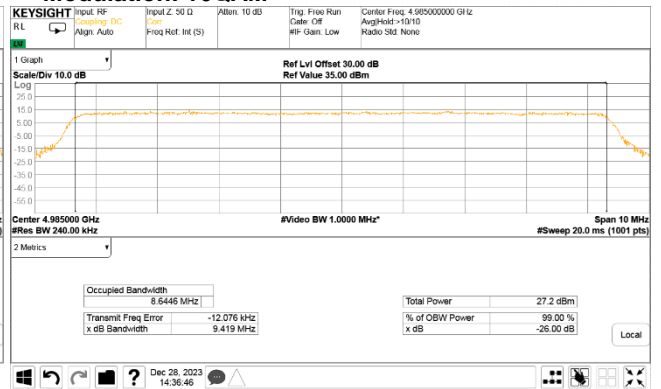 KEYSIGHT Input: RF Input Z: 50 Ω Atten: 10 dB Trig: Free Run Center Freq: 4.985000000 GHz
RL Coupling: DC Corr Gate: Off Avg|Hold:>10/10
Align: Auto Freq Ref: Int (S) #IF Gain: Low Radio Std: None
1 Graph
Ref Lvl Offset 30.00 dB
Scale/Div 10.0 dB Ref Value 35.00 dBm
Log
25.0
15.0
5.00
-5.00
-15.0
-25.0
-35.0
-45.0
-55.0
Center 4.985000 GHz #Video BW 1.0000 MHz* Span 10 MHz
#Res BW 240.00 kHz #Sweep 20.0 ms (1001 pts)
2 Metrics
Occupied Bandwidth
8.6446 MHz Total Power 27.2 dBm
Transmit Freq Error -12.076 kHz % of OBW Power 99.00 %
x dB Bandwidth 9.419 MHz x dB -26.00 dB
Local
? Dec 28, 2023
14:36:46